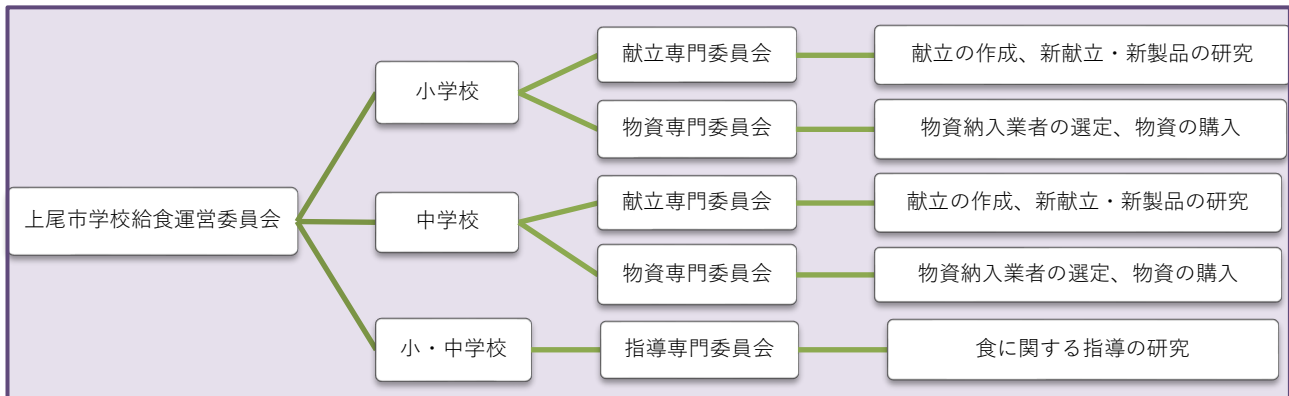 上尾市学校給食運営委員会
小学校
献立専門委員会
献立の作成、新献立・新製品の研究
物資専門委員会
物資納入業者の選定、物資の購入
中学校
献立専門委員会
献立の作成、新献立・新製品の研究
物資専門委員会
物資納入業者の選定、物資の購入
小・中学校
指導専門委員会
食に関する指導の研究